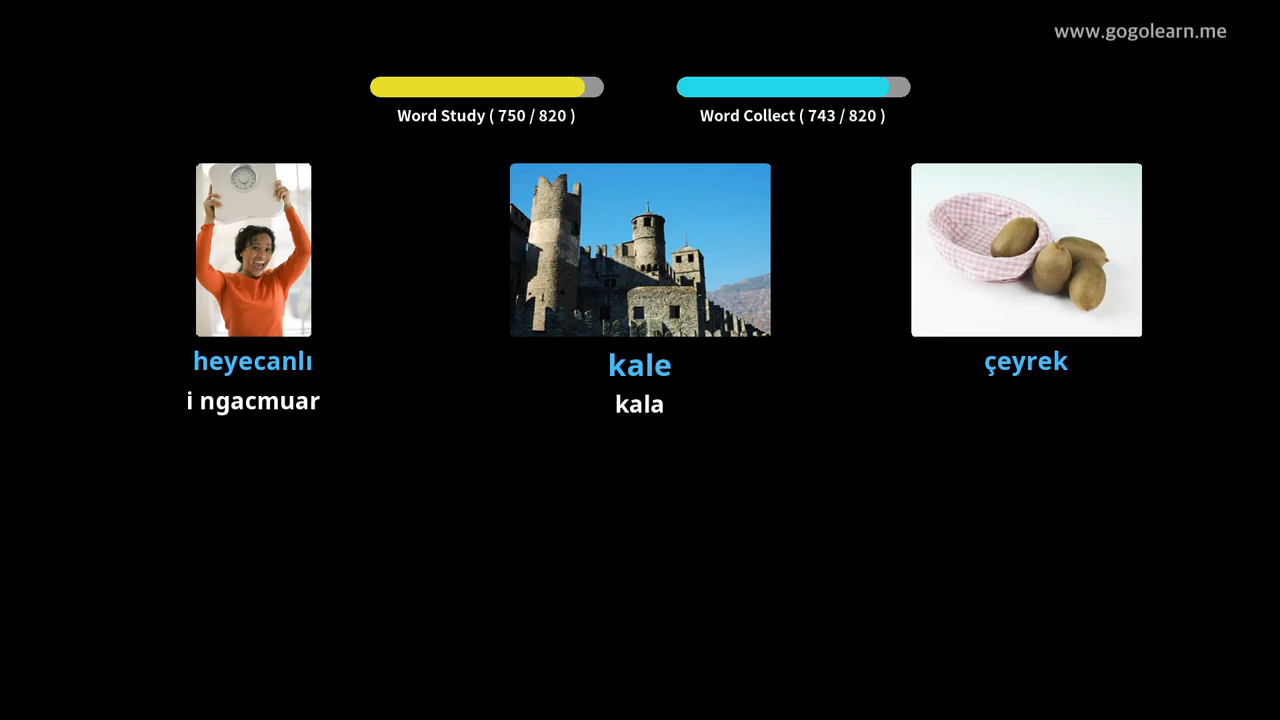 www.gogolearn.me
Word Study ( 750 / 820 )
Word Collect ( 743 / 820 )
heyecanlı
i ngacmuar
kale
kala
çeyrek